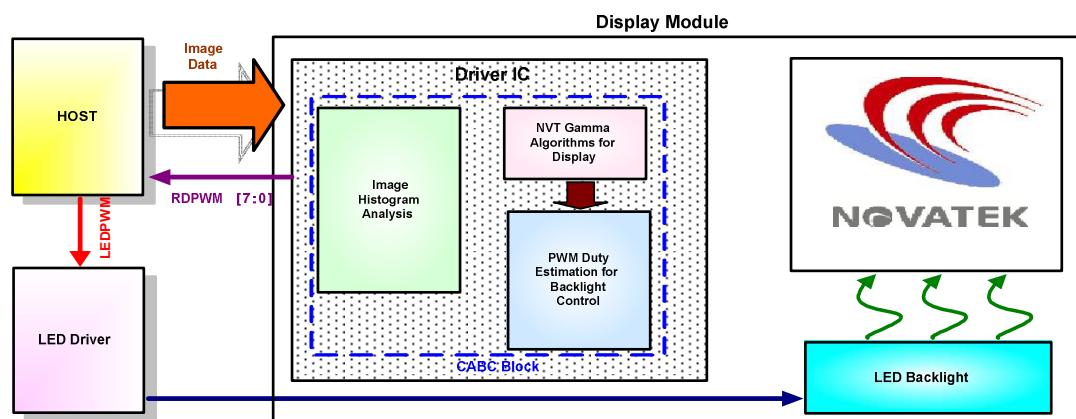 Display Module
Image
Data
HOST
Driver IC
NVT Gamma
Algorithms for
Display
Image
Histogram
Analysis
RDPWM [7:0]
LEDPWM
PWM Duty
Estimation for
Backlight
Control
NOVATEK
LED Driver
CABC Block
LED Backlight